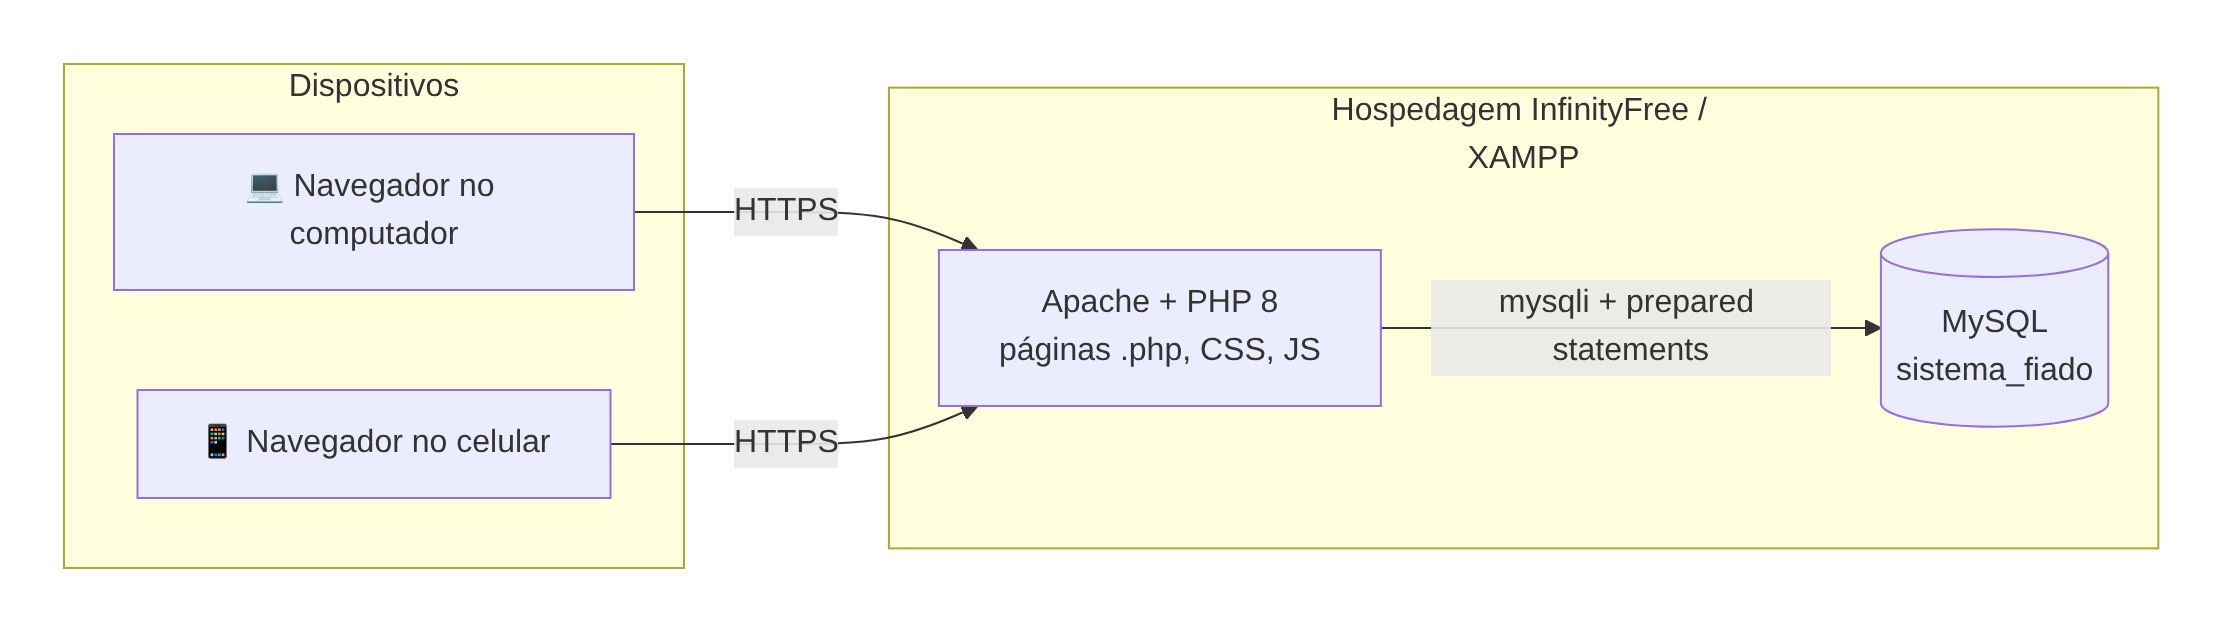 Dispositivos
💻 Navegador no
computador
📱 Navegador no celular
HTTPS
HTTPS
Hospedagem InfinityFree /
XAMPP
Apache + PHP 8
páginas .php, CSS, JS
mysqli + prepared
statements
MySQL
sistema_fiado